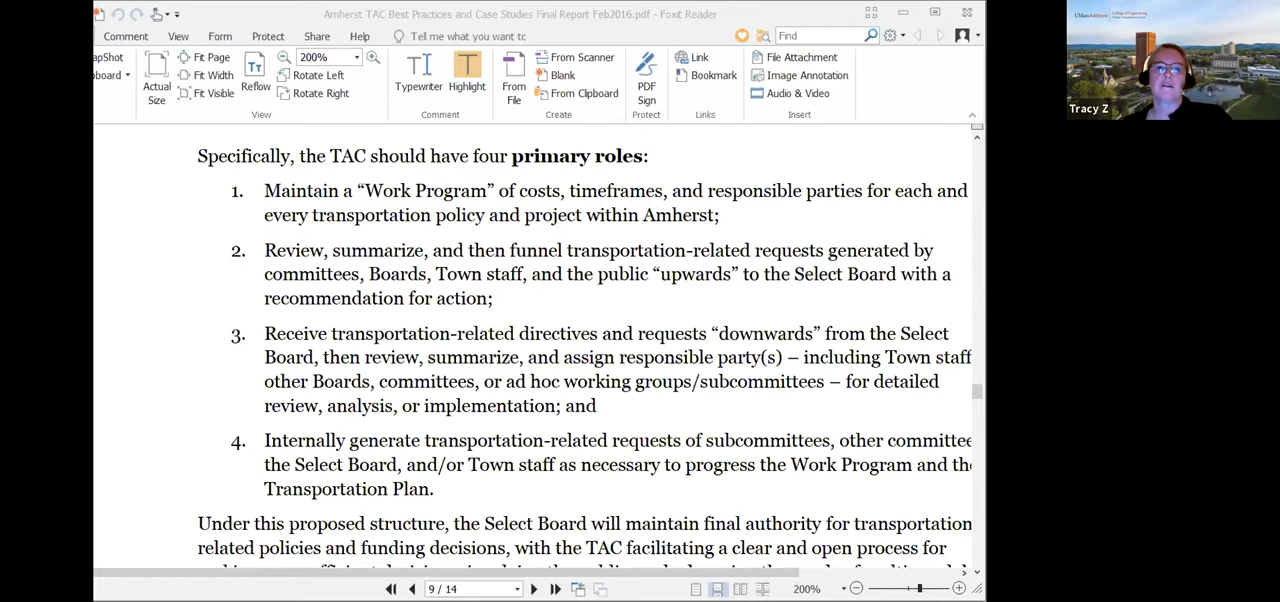 Amherst TAC Best Practices and Case Studies Final Report Feb2016.pdf - Foxit Reader
Comment View Form Protect Share Help Tell me what you want to Find
apShot
board
Actual Size
Fit Page
Fit Width
Fit Visible
Reflow
200%
Rotate Left
Rotate Right
View
Typewriter Highlight
Comment
From File
From Scanner
Blank
From Clipboard
Create
PDF Sign
Protect
Link
Bookmark
Links
File Attachment
Image Annotation
Audio & Video
Insert
UMassAmherst College of Engineering
Tracy Z
Specifically, the TAC should have four primary roles:
1. Maintain a “Work Program” of costs, timeframes, and responsible parties for each and
every transportation policy and project within Amherst;
2. Review, summarize, and then funnel transportation-related requests generated by
committees, Boards, Town staff, and the public “upwards” to the Select Board with a
recommendation for action;
3. Receive transportation-related directives and requests “downwards” from the Select
Board, then review, summarize, and assign responsible party(s) – including Town staff
other Boards, committees, or ad hoc working groups/subcommittees – for detailed
review, analysis, or implementation; and
4. Internally generate transportation-related requests of subcommittees, other committee
the Select Board, and/or Town staff as necessary to progress the Work Program and the
Transportation Plan.
Under this proposed structure, the Select Board will maintain final authority for transportation
related policies and funding decisions, with the TAC facilitating a clear and open process for
9 / 14
200%